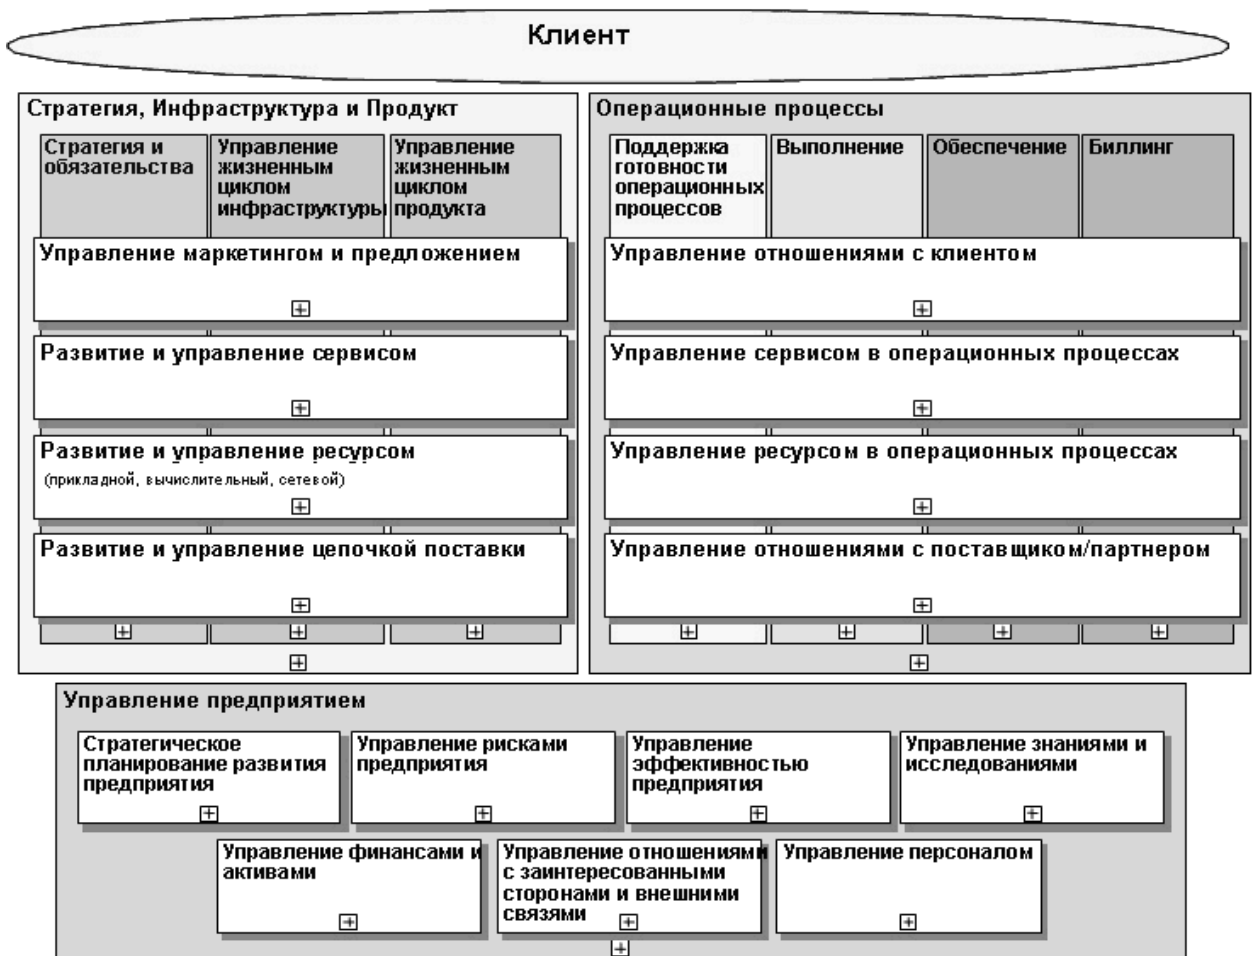 Клиент
Стратегия, Инфраструктура и Продукт
Стратегия и
обязательства
Управление
жизненным
циклом
инфраструктуры
Управление
жизненным
циклом
продукта
Управление маркетингом и предложением
Развитие и управление сервисом
Развитие и управление ресурсом
(прикладной, вычислительный, сетевой)
Развитие и управление цепочкой поставки
Операционные процессы
Поддержка
готовности
операционных
процессов
Выполнение
Обеспечение
Биллинг
Управление отношениями с клиентом
Управление сервисом в операционных процессах
Управление ресурсом в операционных процессах
Управление отношениями с поставщиком/партнером
Управление предприятием
Стратегическое
планирование развития
предприятия
Управление рисками
предприятия
Управление
эффективностью
предприятия
Управление знаниями и
исследованиями
Управление финансами и
активами
Управление отношениями
с заинтересованными
сторонами и внешними
связями
Управление персоналом